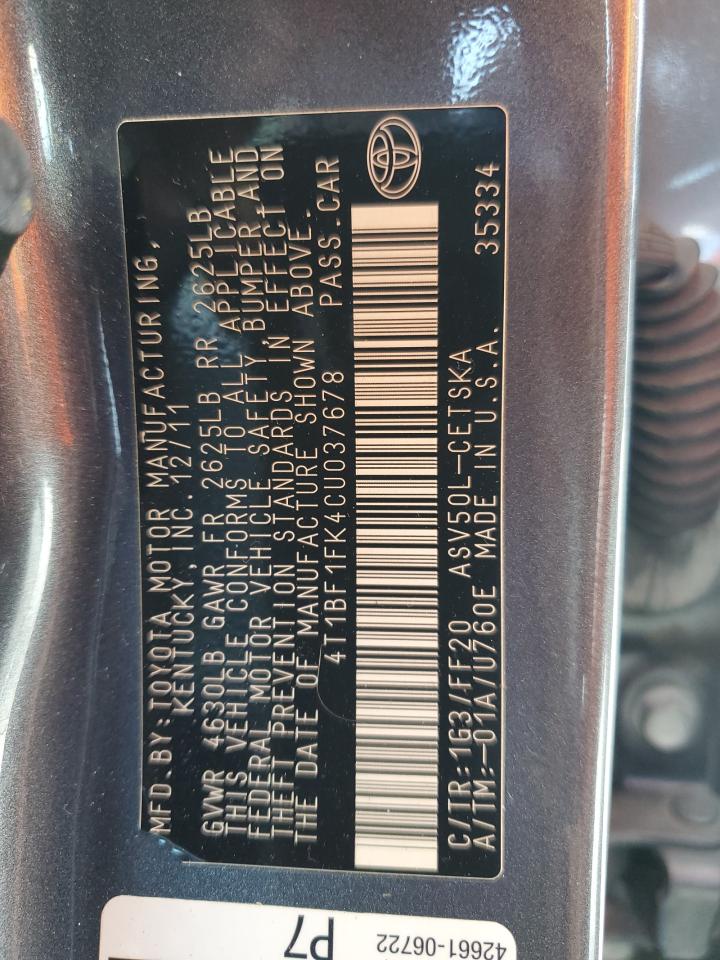 MFD.BY:TOYOTA MOTOR MANUFACTURING,
KENTUCKY, INC.12/11
GVWR 4630LB GAWR FR 2625LB RR 2625LB
THIS VEHICLE CONFORMS TO ALL APPLICABLE
FEDERAL MOTOR VEHICLE SAFETY BUMPER,AND
THEFT PREVENTION STANDARDS IN EFFECT ON
THE DATE OF MANUFACTURE SHOWN ABOVE.
4T1BF1FK4CU037678 PASS CAR
C/TR:1G3/FF20 ASV50L-CETSKA 35334
A/TM:-01A/U760E MADE IN U.S.A.
P7
42661-06722